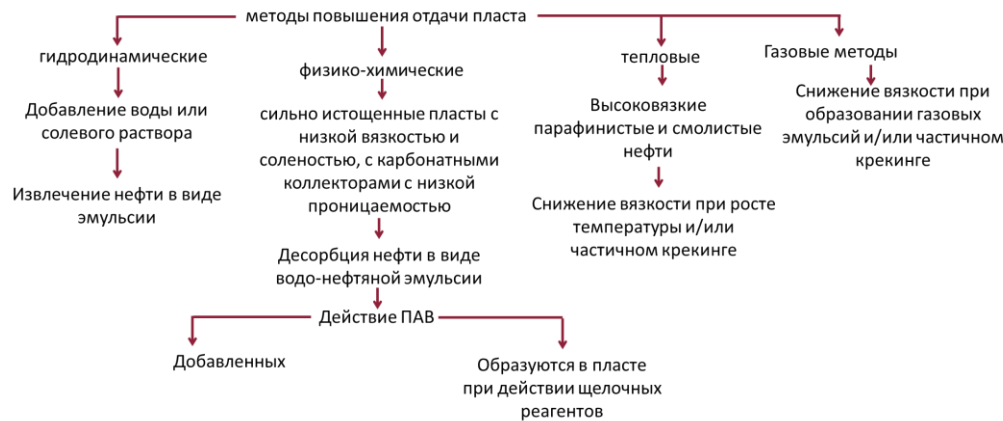 методы повышения отдачи пласта
гидродинамические
Добавление воды или
солевого раствора
Извлечение нефти в виде
эмульсии
физико-химические
сильно истощенные пласты с
низкой вязкостью и
соленостью, с карбонатными
коллекторами с низкой
проницаемостью
Десорбция нефти в виде
водо-нефтяной эмульсии
Действие ПАВ
Добавленных
Образуются в пласте
при действии щелочных
реагентов
тепловые
Высоковязкие
парафинистые и смолистые
нефти
Снижение вязкости при росте
температуры и/или
частичном крекинге
Газовые методы
Снижение вязкости при
образовании газовых
эмульсий и/или частичном
крекинге